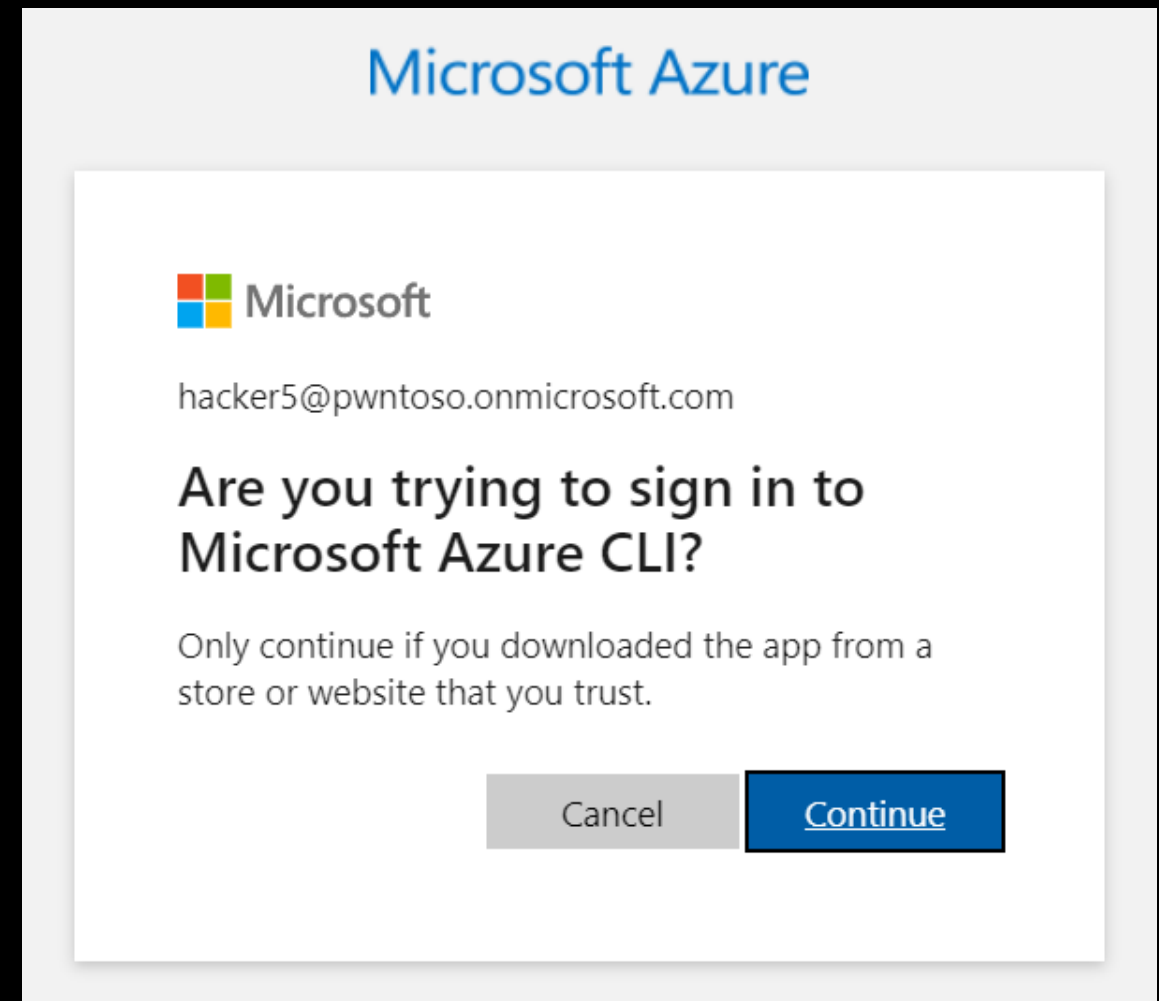 Microsoft Azure
Microsoft
hacker5@pwntoso.onmicrosoft.com
Are you trying to sign in to
Microsoft Azure CLI?
Only continue if you downloaded the app from a
store or website that you trust.
Cancel
Continue